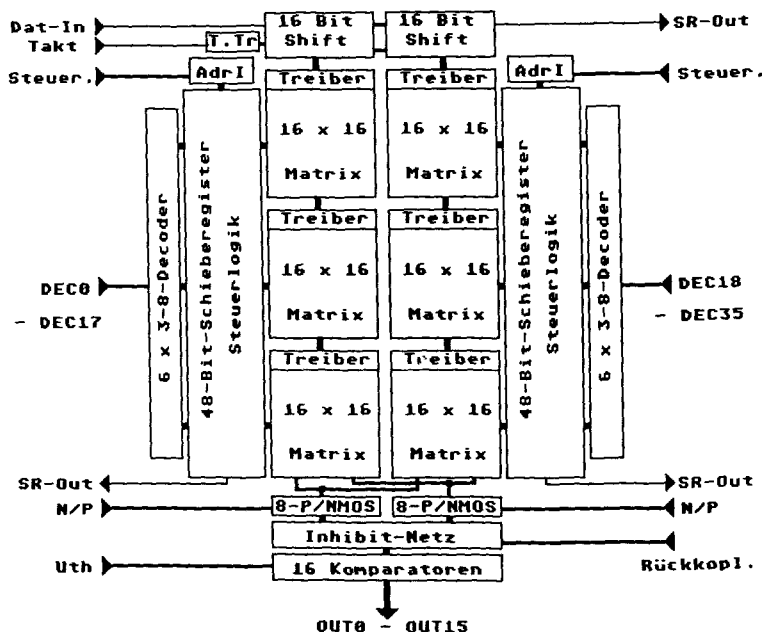 Dat-In
16 Bit
Shift
16 Bit
Shift
SR-Out
Takt
T.Tr
Steuer.
AdrI
AdrI
Steuer.
Treiber
16 x 16
Matrix
Treiber
16 x 16
Matrix
6 x 3-8-Decoder
48-Bit-Schieberegister
Steuerlogik
Treiber
16 x 16
Matrix
Treiber
16 x 16
Matrix
48-Bit-Schieberegister
Steuerlogik
6 x 3-8-Decoder
DEC0
- DEC17
DEC18
- DEC35
Treiber
16 x 16
Matrix
Treiber
16 x 16
Matrix
SR-Out
SR-Out
N/P
8-P/NMOS
8-P/NMOS
N/P
Inhibit-Netz
Uth
16 Komparatoren
Rückkopl.
OUT0 - OUT15